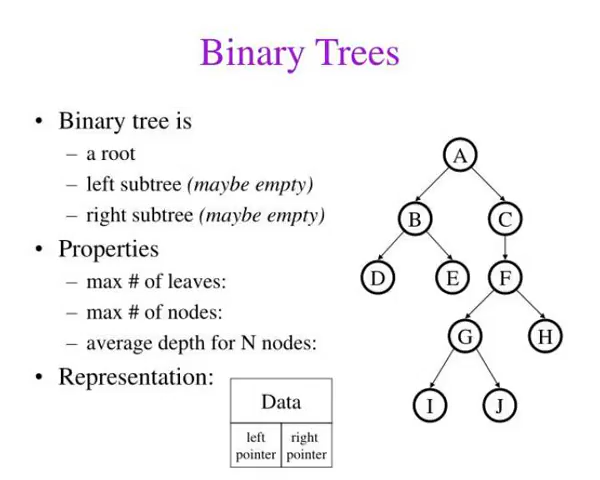 Binary Trees
• Binary tree is
– a root
– left subtree (maybe empty)
– right subtree (maybe empty)
• Properties
– max # of leaves:
– max # of nodes:
– average depth for N nodes:
• Representation:
Data
left pointer
right pointer
A
B
C
D
E
F
G
H
I
J